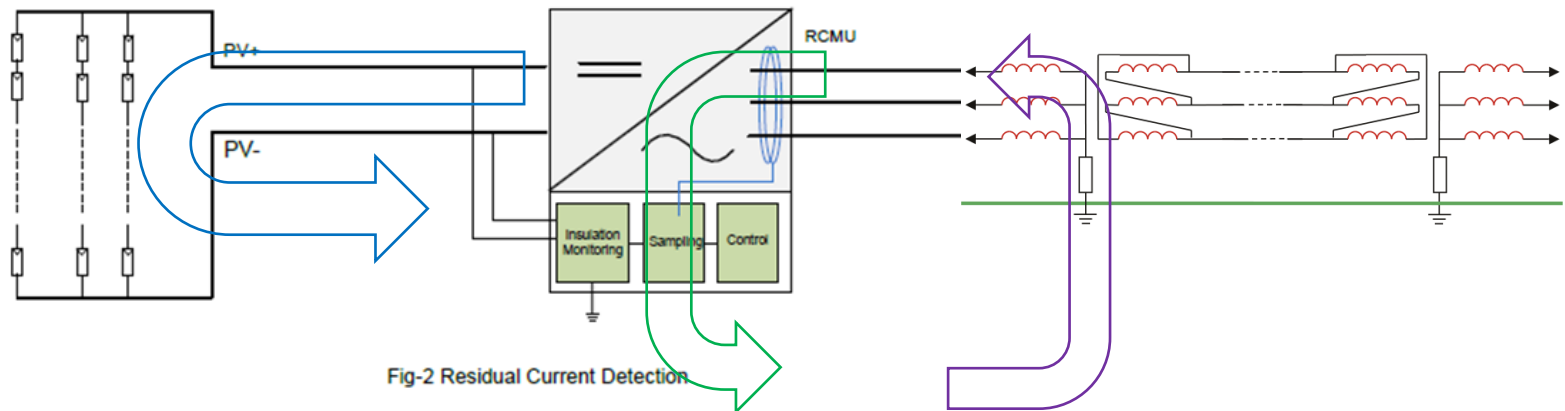 PV+
PV-
RCMU
Insulation
Monitoring
Sampling
Control
Fig-2 Residual Current Detection